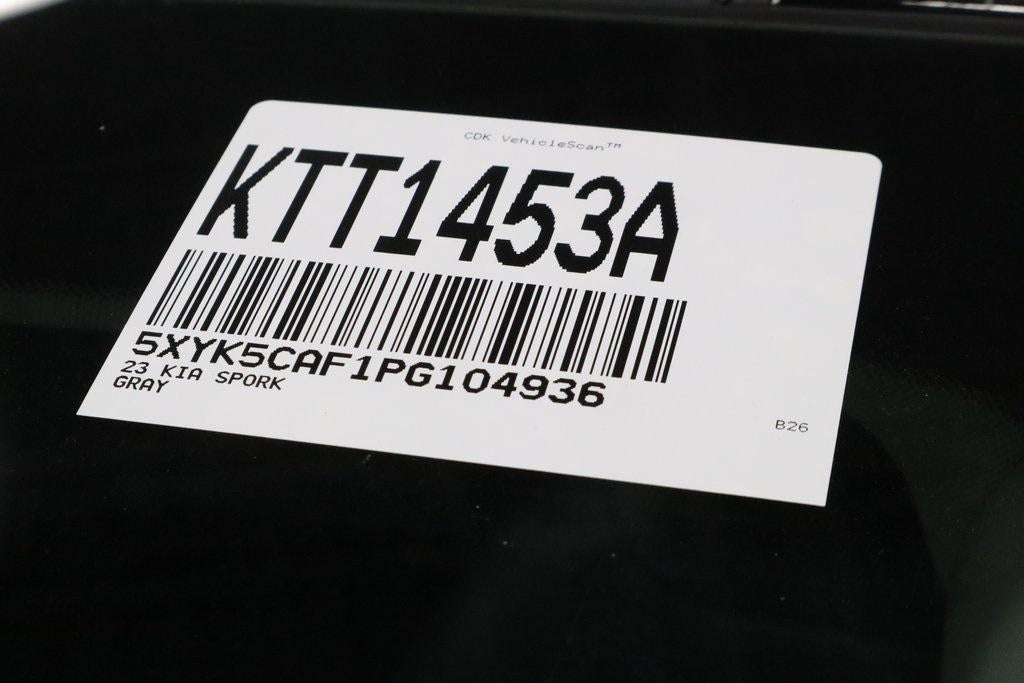 CDK VehicleScan™
KTT1453A
5XYK5CAF1PG104936
23 KIA SPORK
GRAY
B26